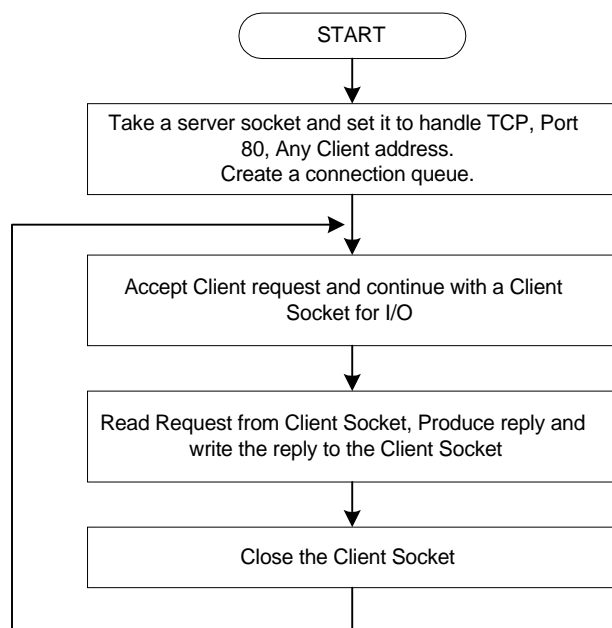 START
Take a server socket and set it to handle TCP, Port
80, Any Client address.
Create a connection queue.
Accept Client request and continue with a Client
Socket for I/O
Read Request from Client Socket, Produce reply and
write the reply to the Client Socket
Close the Client Socket